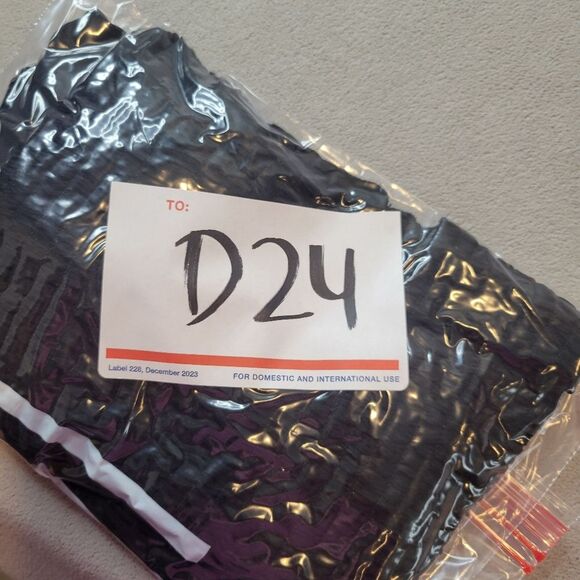 TO:
D24
Label 228, December 2023
FOR DOMESTIC AND INTERNATIONAL USE